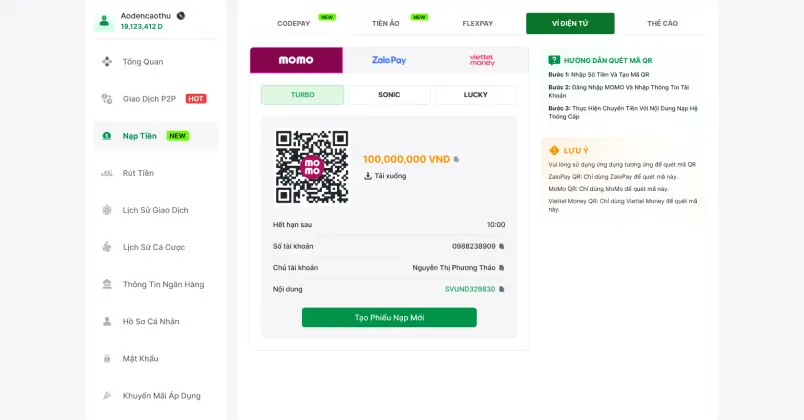 Aodencaothu
19,123,412 D
Tổng Quan
Giao Dịch P2P HOT
Nạp Tiền NEW
Rút Tiền
Lịch Sử Giao Dịch
Lịch Sử Cá Cược
Thông Tin Ngân Hàng
Hồ Sơ Cá Nhân
Mật Khẩu
Khuyến Mãi Áp Dụng
CODEPAY NEW
TIỀN ẢO NEW
FLEXPAY
VÍ ĐIỆN TỬ
THẺ CÀO
momo
Zalo Pay
viettel
money
TURBO
SONIC
LUCKY
mo
mo
100,000,000 VND
Tải xuống
Hết hạn sau 10:00
Số tài khoản 0988238909
Chủ tài khoản Nguyễn Thị Phương Thảo
Nội dung SVUND329830
Tạo Phiếu Nạp Mới
HƯỚNG DẪN QUÉT MÃ QR
Bước 1: Nhập Số Tiền Và Tạo Mã QR
Bước 2: Đăng Nhập MOMO Và Nhập Thông Tin Tài
Khoản
Bước 3: Thực Hiện Chuyển Tiền Với Nội Dung Nạp Hệ
Thống Cấp
LƯU Ý
Vui lòng sử dụng ứng dụng tương ứng để quét mã QR
ZaloPay QR: Chỉ dùng ZaloPay để quét mã này.
MoMo QR: Chỉ dùng MoMo để quét mã này.
Viettel Money QR: Chỉ dùng Viettel Money để quét mã
này.